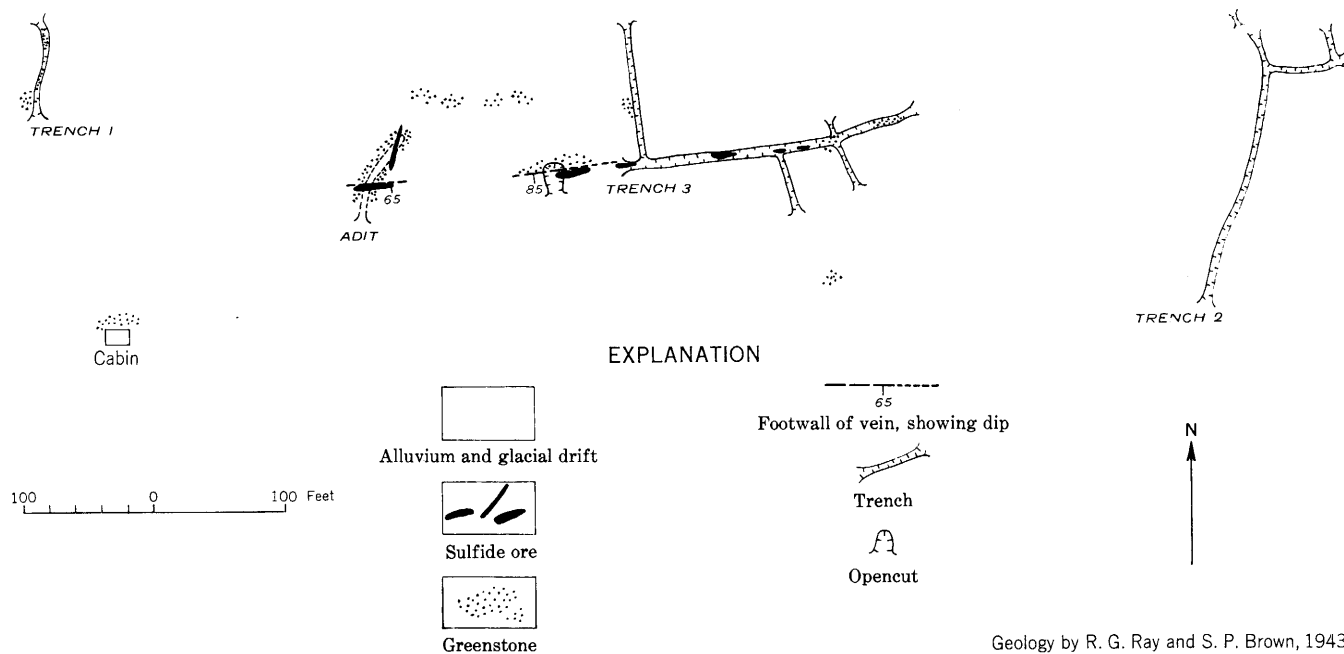 TRENCH 1
TRENCH 3
85
65
ADIT
TRENCH 2
Cabin
EXPLANATION
Alluvium and glacial drift
Sulfide ore
Greenstone
65
Footwall of vein, showing dip
Trench
Opencut
100 0 100 Feet
N
Geology by R. G. Ray and S. P. Brown, 1943